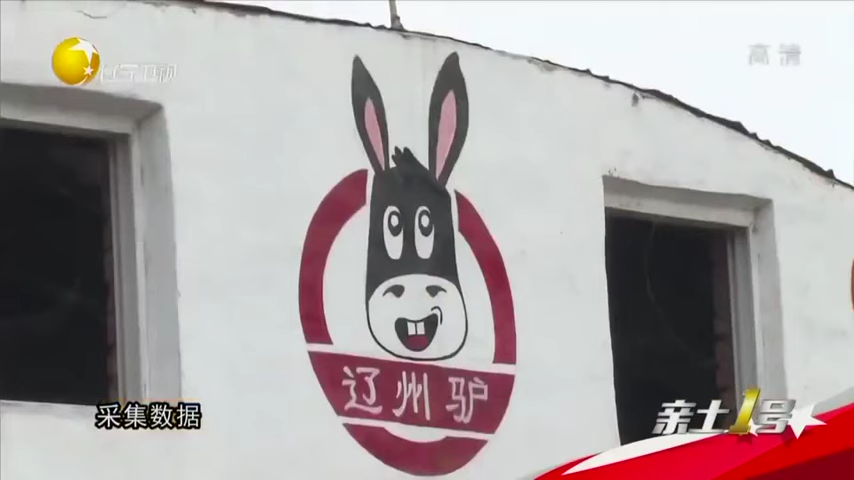 辽宁卫视
高清
辽州驴
采集数据
亲土1号